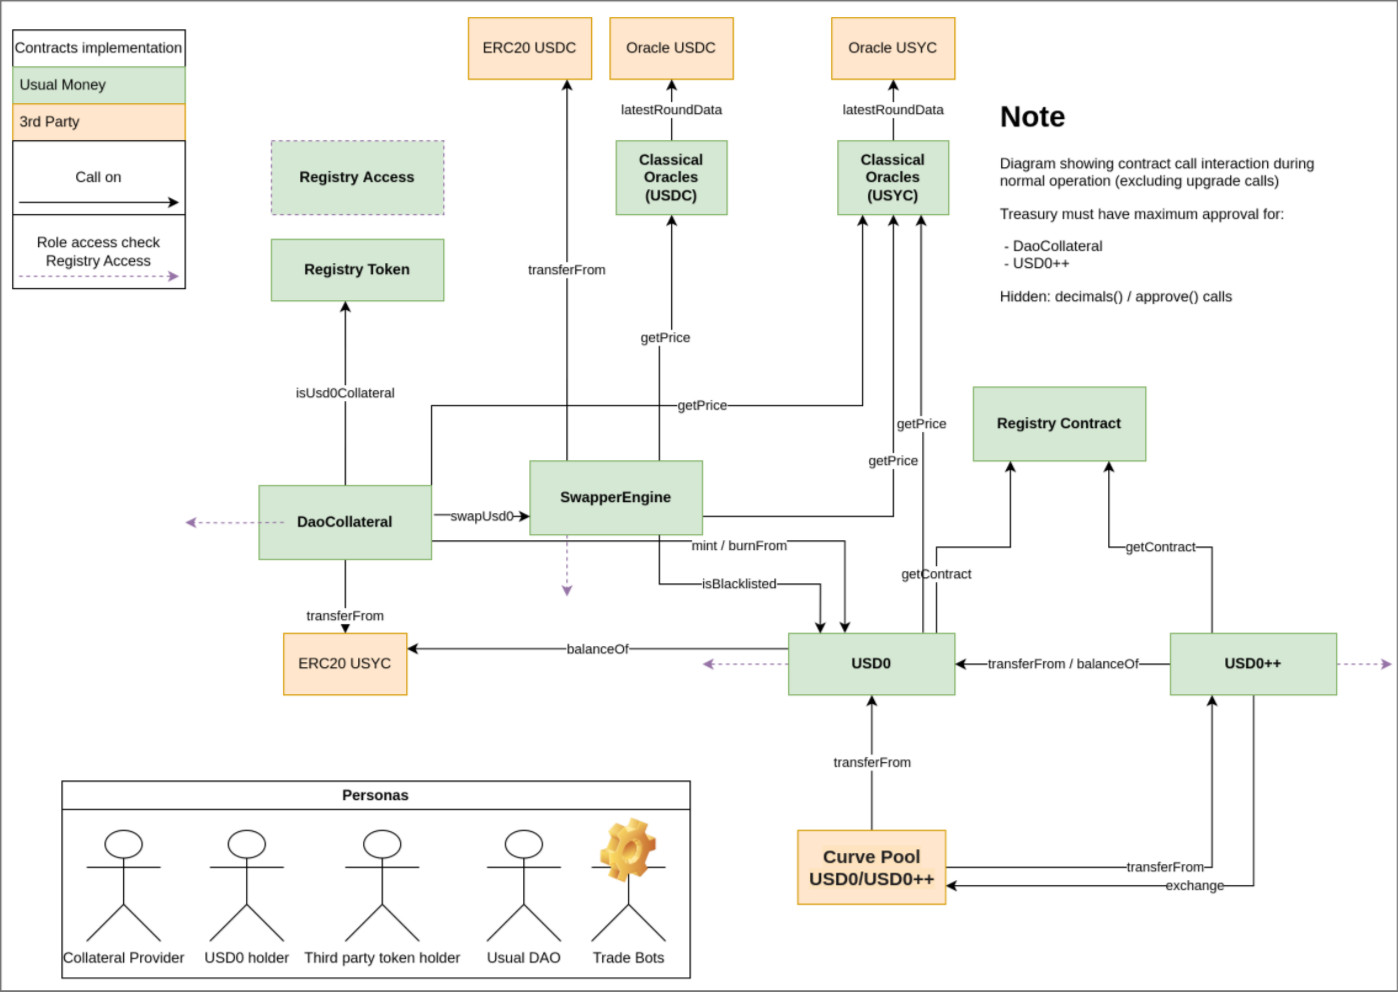 Contracts implementation
Usual Money
3rd Party
Call on
Role access check
Registry Access
ERC20 USDC
Oracle USDC
Oracle USYC
latestRoundData
latestRoundData
Note
Diagram showing contract call interaction during
normal operation (excluding upgrade calls)
Treasury must have maximum approval for:
- DaoCollateral
- USD0++
Hidden: decimals() / approve() calls
Registry Access
Classical
Oracles
(USDC)
Classical
Oracles
(USYC)
Registry Token
transferFrom
getPrice
isUsd0Collateral
getPrice
getPrice
getPrice
Registry Contract
DaoCollateral
swapUsd0
SwapperEngine
mint / burnFrom
isBlacklisted
getContract
getContract
transferFrom
ERC20 USYC
balanceOf
USD0
transferFrom / balanceOf
USD0++
transferFrom
Curve Pool
USD0/USD0++
transferFrom
exchange
Personas
Collateral Provider
USD0 holder
Third party token holder
Usual DAO
Trade Bots